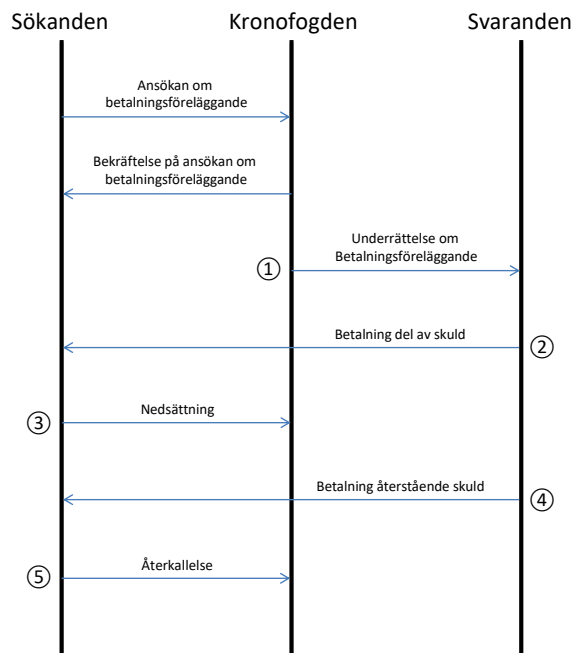 Sökanden Kronofogden Svaranden
Ansökan om
betalningsföreläggande
Bekräftelse på ansökan om
betalningsföreläggande
Underrättelse om
Betalningsföreläggande
①
Betalning del av skuld
②
Nedsättning
③
Betalning återstående skuld
④
Återkallelse
⑤